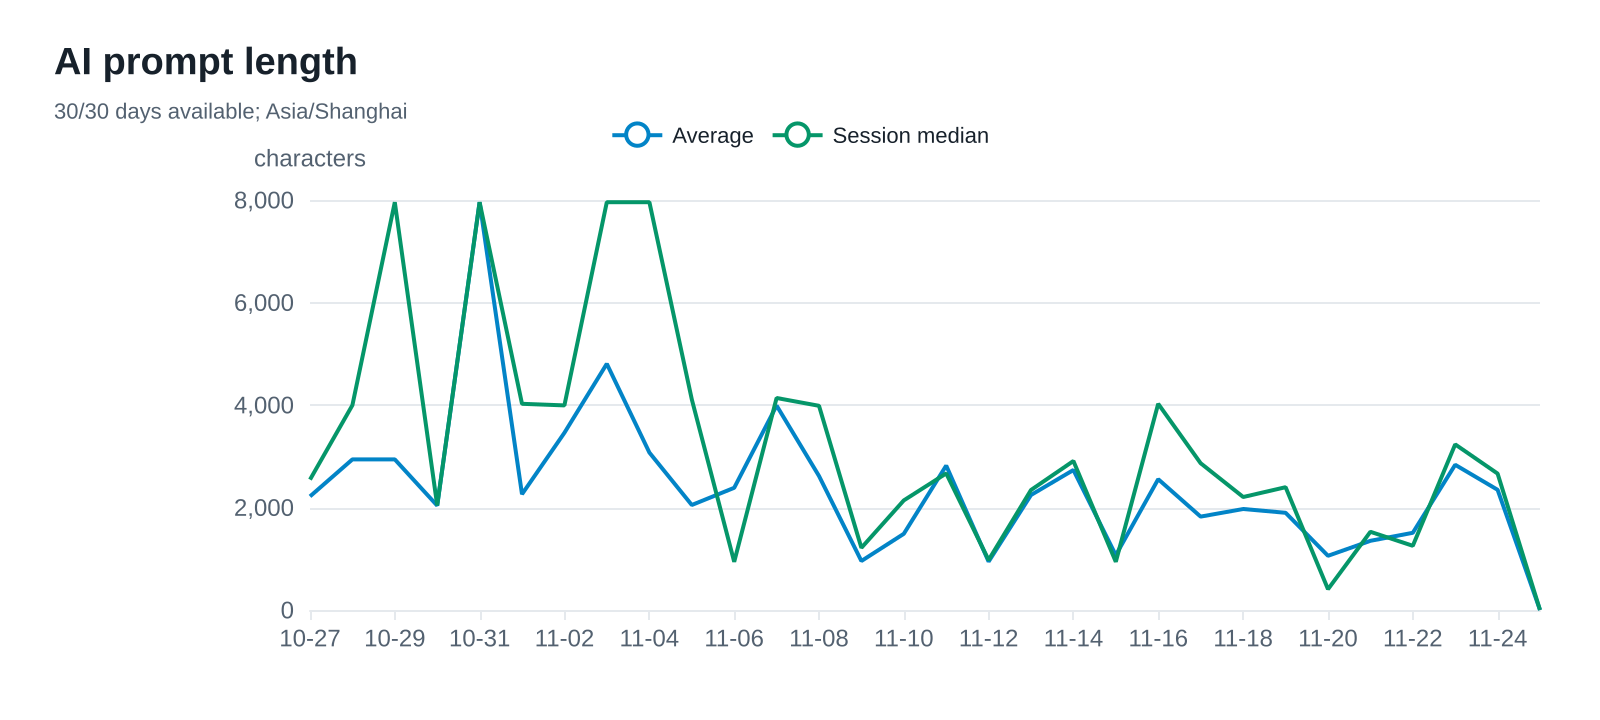 AI prompt length
30/30 days available; Asia/Shanghai
Average Session median
characters
8,000
6,000
4,000
2,000
0
10-27 10-29 10-31 11-02 11-04 11-06 11-08 11-10 11-12 11-14 11-16 11-18 11-20 11-22 11-24